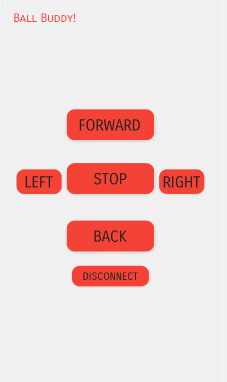 Ball Buddy!
FORWARD
LEFT STOP RIGHT
BACK
DISCONNECT